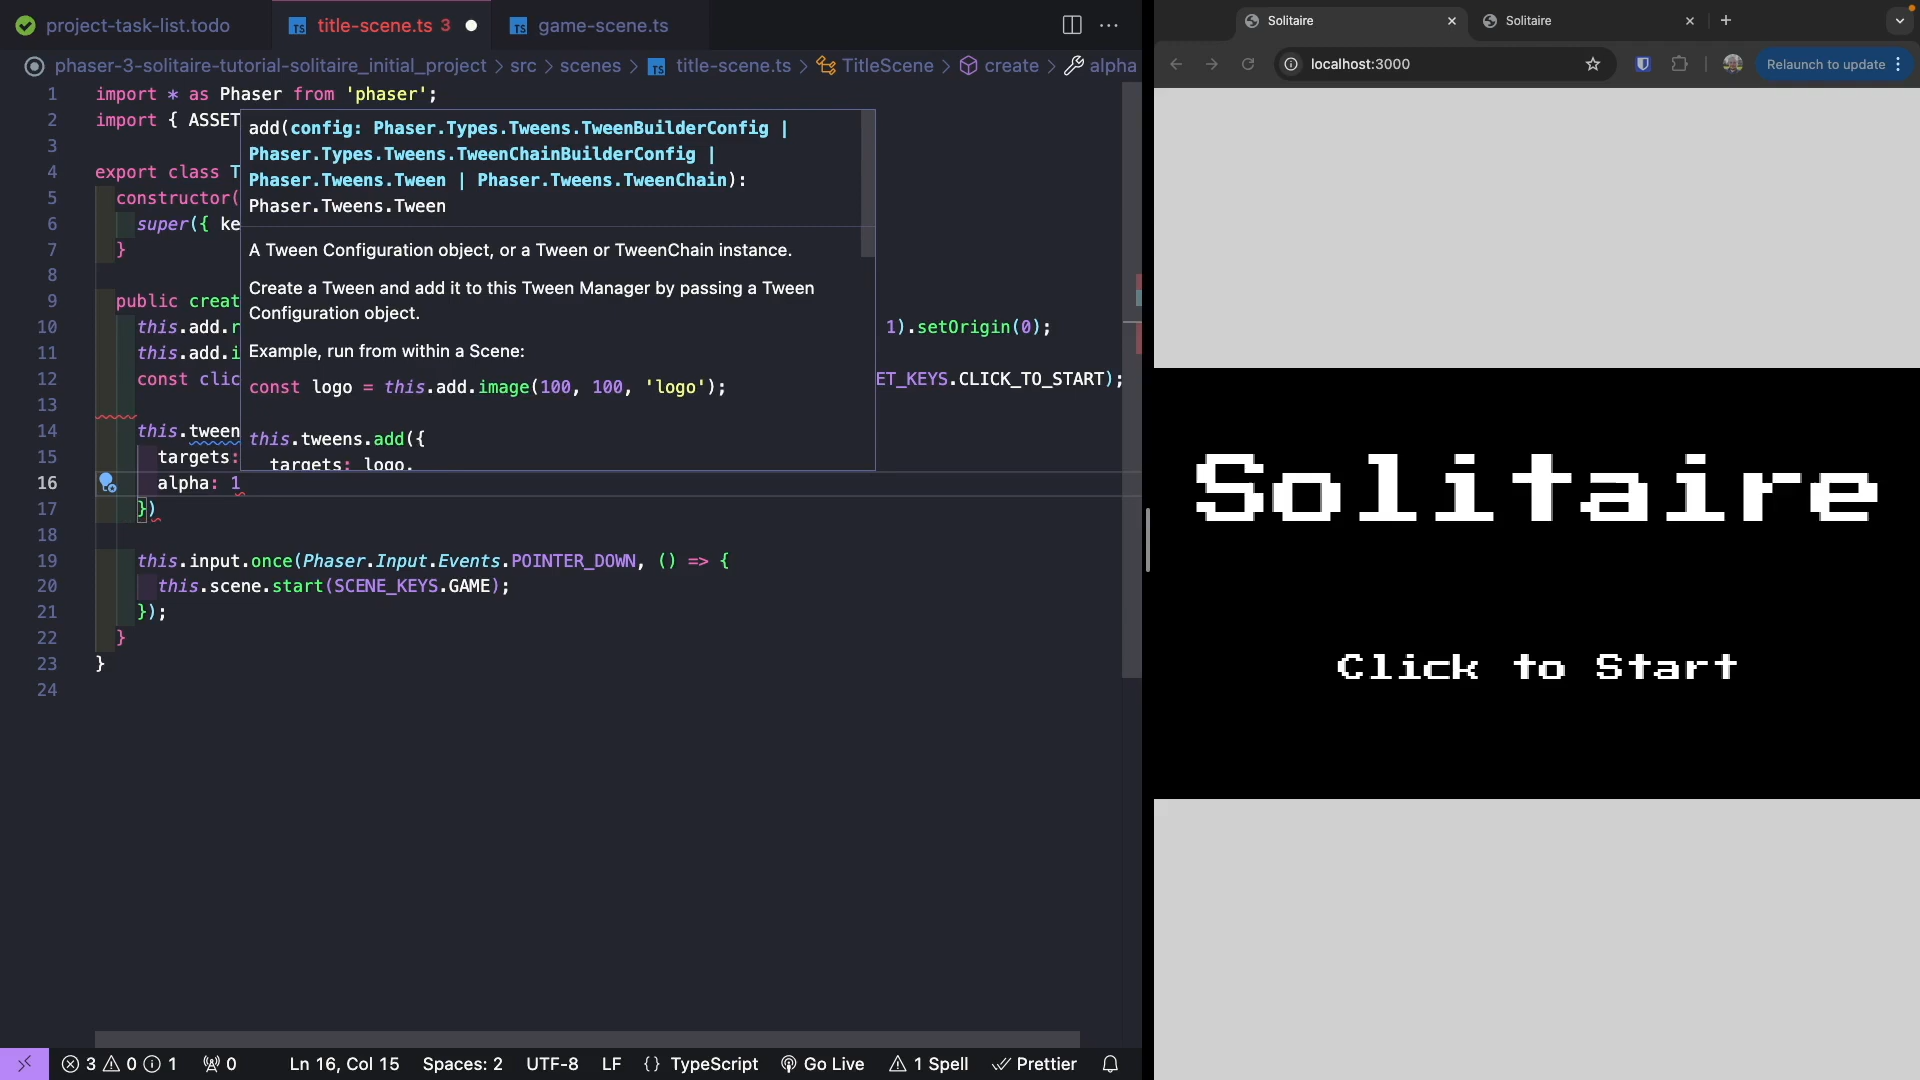 project-task-list.todo
title-scene.ts 3
game-scene.ts
phaser-3-solitaire-tutorial-solitaire_initial_project > src > scenes > TS title-scene.ts > TitleScene > create > alpha
1 import * as Phaser from 'phaser';
2 import { ASSET
3
4 export class T
5 constructor(
6 super({ ke
7 }
8
9 public creat
10 this.add.r 1).setOrigin(0);
11 this.add.i
12 const clic ET_KEYS.CLICK_TO_START);
13
14 this.tween
15 targets:
16 alpha: 1
17 })
18
19 this.input.once(Phaser.Input.Events.POINTER_DOWN, () => {
20 this.scene.start(SCENE_KEYS.GAME);
21 });
22 }
23 }
24
add(config: Phaser.Types.Tweens.TweenBuilderConfig |
Phaser.Types.Tweens.TweenChainBuilderConfig |
Phaser.Tweens.Tween | Phaser.Tweens.TweenChain):
Phaser.Tweens.Tween
A Tween Configuration object, or a Tween or TweenChain instance.
Create a Tween and add it to this Tween Manager by passing a Tween
Configuration object.
Example, run from within a Scene:
const logo = this.add.image(100, 100, 'logo');
this.tweens.add({
targets: logo,
3 0 1 0 Ln 16, Col 15 Spaces: 2 UTF-8 LF {} TypeScript Go Live 1 Spell Prettier
Solitaire
Solitaire
localhost:3000
Relaunch to update
Solitaire
Click to Start